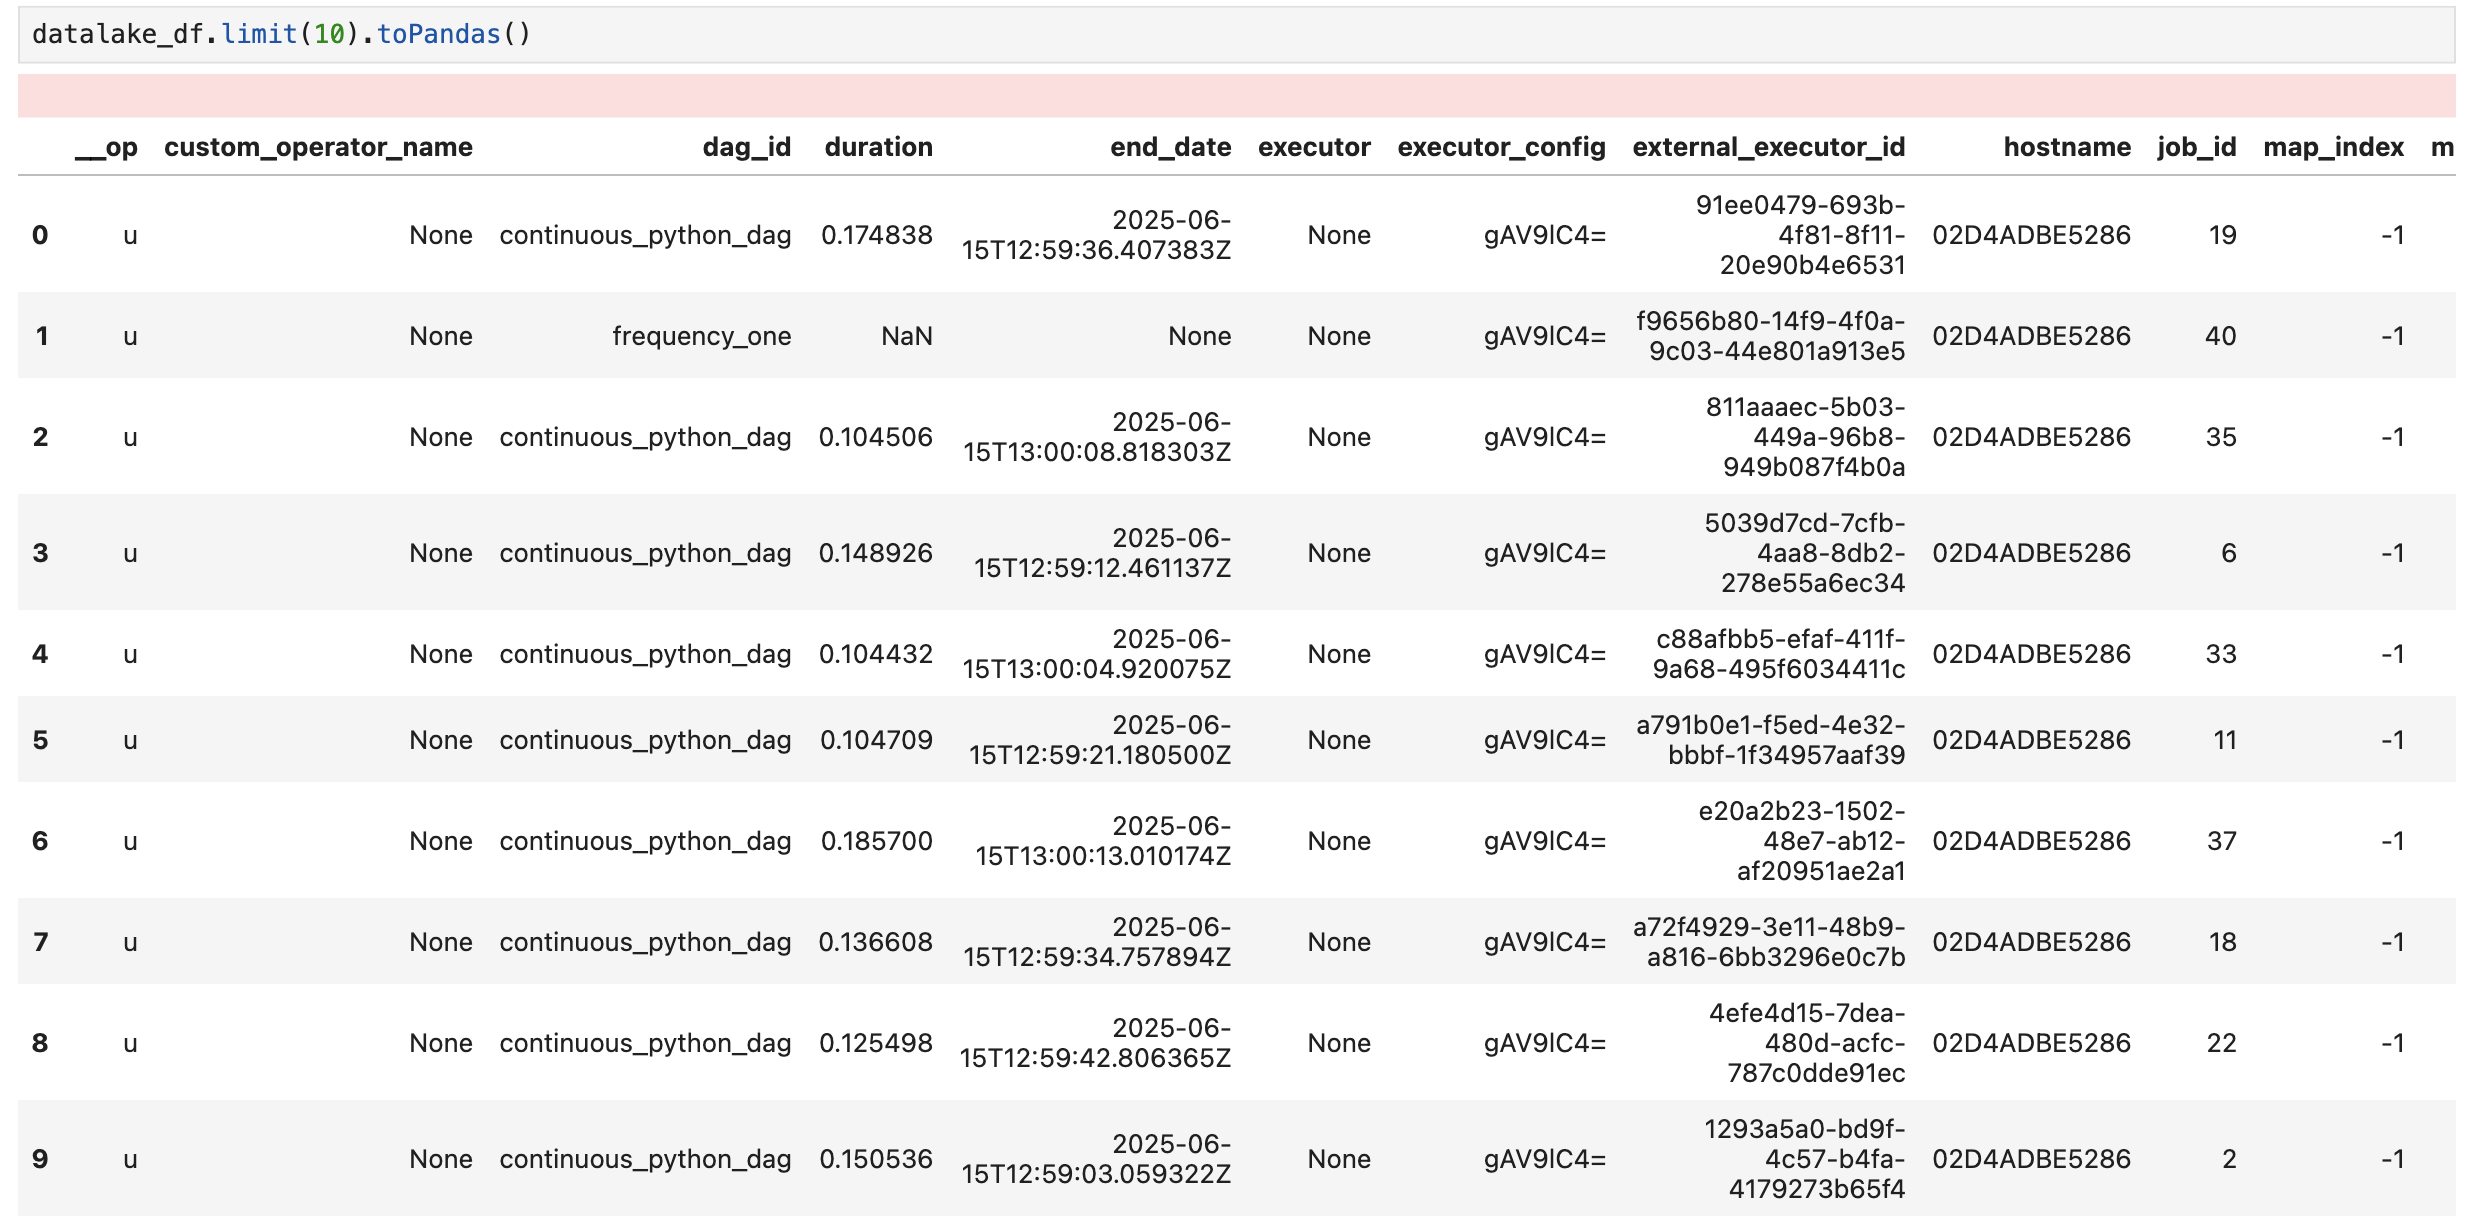 datalake_df.limit(10).toPandas()
__op custom_operator_name dag_id duration end_date executor executor_config external_executor_id hostname job_id map_index m
0 u None continuous_python_dag 0.174838 2025-06-15T12:59:36.407383Z None gAV9lC4= 91ee0479-693b-4f81-8f11-20e90b4e6531 02D4ADBE5286 19 -1
1 u None frequency_one NaN None None gAV9lC4= f9656b80-14f9-4f0a-9c03-44e801a913e5 02D4ADBE5286 40 -1
2 u None continuous_python_dag 0.104506 2025-06-15T13:00:08.818303Z None gAV9lC4= 811aaaec-5b03-449a-96b8-949b087f4b0a 02D4ADBE5286 35 -1
3 u None continuous_python_dag 0.148926 2025-06-15T12:59:12.461137Z None gAV9lC4= 5039d7cd-7cfb-4aa8-8db2-278e55a6ec34 02D4ADBE5286 6 -1
4 u None continuous_python_dag 0.104432 2025-06-15T13:00:04.920075Z None gAV9lC4= c88afbb5-efaf-411f-9a68-495f6034411c 02D4ADBE5286 33 -1
5 u None continuous_python_dag 0.104709 2025-06-15T12:59:21.180500Z None gAV9lC4= a791b0e1-f5ed-4e32-bbbf-1f34957aaf39 02D4ADBE5286 11 -1
6 u None continuous_python_dag 0.185700 2025-06-15T13:00:13.010174Z None gAV9lC4= e20a2b23-1502-48e7-ab12-af20951ae2a1 02D4ADBE5286 37 -1
7 u None continuous_python_dag 0.136608 2025-06-15T12:59:34.757894Z None gAV9lC4= a72f4929-3e11-48b9-a816-6bb3296e0c7b 02D4ADBE5286 18 -1
8 u None continuous_python_dag 0.125498 2025-06-15T12:59:42.806365Z None gAV9lC4= 4efe4d15-7dea-480d-acfc-787c0dde91ec 02D4ADBE5286 22 -1
9 u None continuous_python_dag 0.150536 2025-06-15T12:59:03.059322Z None gAV9lC4= 1293a5a0-bd9f-4c57-b4fa-4179273b65f4 02D4ADBE5286 2 -1